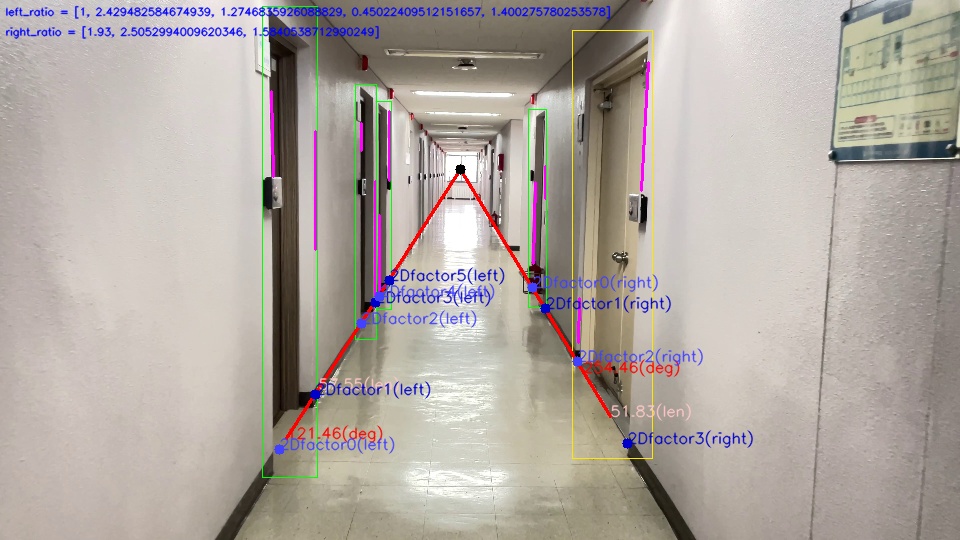 left_ratio = [1, 2.429482584674939, 1.274683592608829, 0.45022409512151657, 1.400275780253578]
right_ratio = [1.93, 2.5052994009620346, 1.5840538712990249]
2Dfactor5(left)
2Dfactor4(left)
2Dfactor3(left)
2Dfactor0(right)
2Dfactor1(right)
2Dfactor2(left)
2Dfactor2(right)
2Dfactor1(left)
51.83(len)
121.46(deg)
2Dfactor0(left)
2Dfactor3(right)